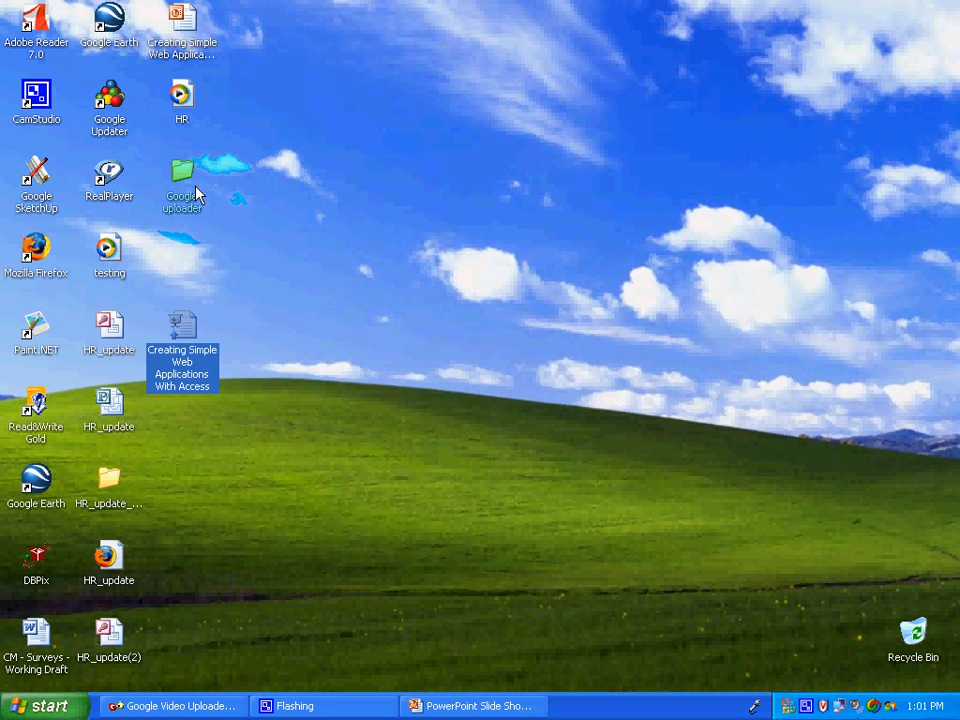 Adobe Reader
7.0
Google Earth
Creating Simple
Web Applica...
CamStudio
Google
Updater
HR
Google
SketchUp
RealPlayer
Google
uploader
Mozilla Firefox
testing
Paint.NET
HR_update
Creating Simple
Web
Applications
With Access
Read&Write
Gold
HR_update
Google Earth
HR_update_...
DBPix
HR_update
CM - Surveys -
Working Draft
HR_update(2)
Recycle Bin
start
Google Video Uploade...
Flashing
PowerPoint Slide Sho...
1:01 PM